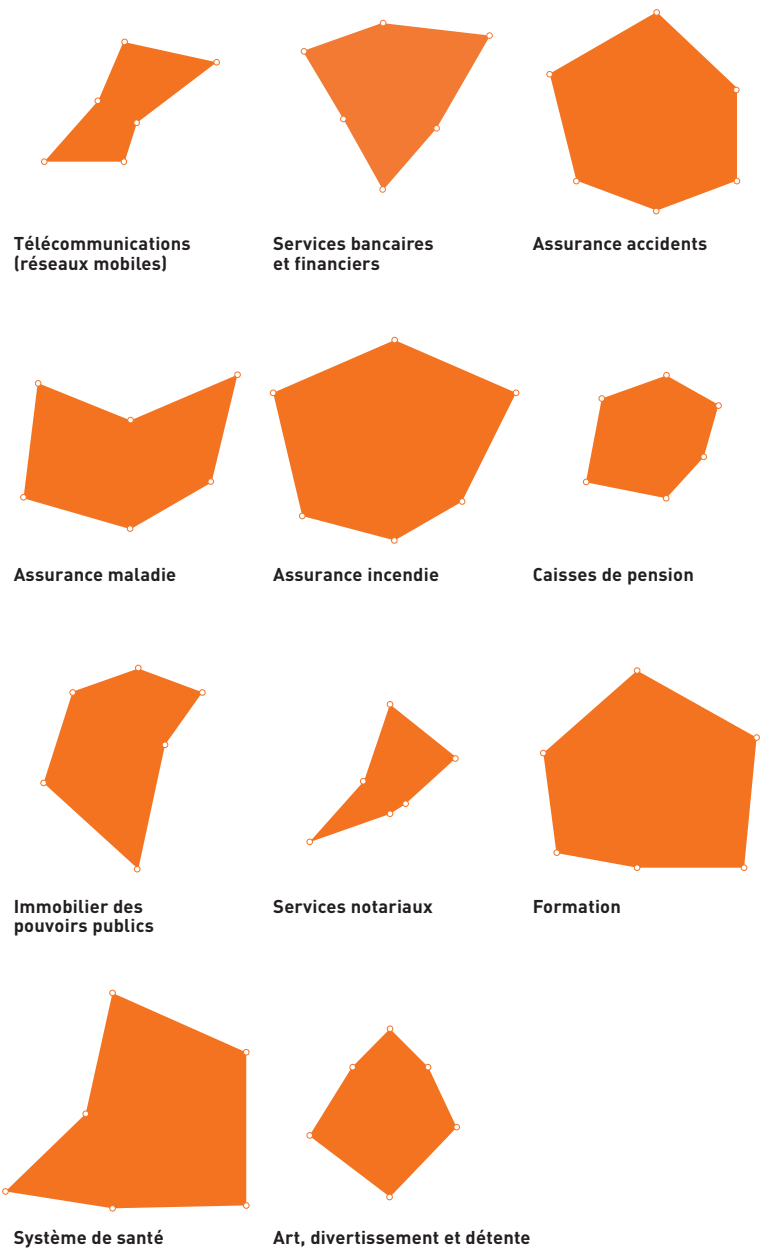 Télécommunications
(réseaux mobiles)
Services bancaires
et financiers
Assurance accidents
Assurance maladie
Assurance incendie
Caisses de pension
Immobilier des
pouvoirs publics
Services notariaux
Formation
Système de santé
Art, divertissement et détente